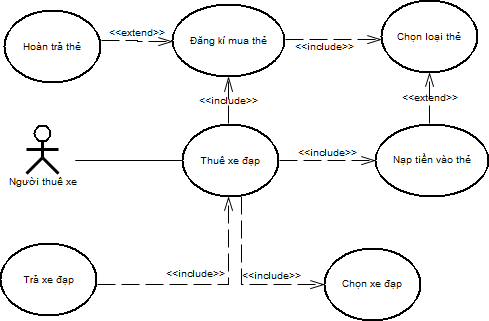 Hoàn trả thẻ
<<extend>>
Đăng kí mua thẻ
<<include>>
Chọn loại thẻ
<<include>>
<<extend>>
Người thuê xe
Thuê xe đạp
<<include>>
Nạp tiền vào thẻ
Trả xe đạp
<<include>>
<<include>>
Chọn xe đạp